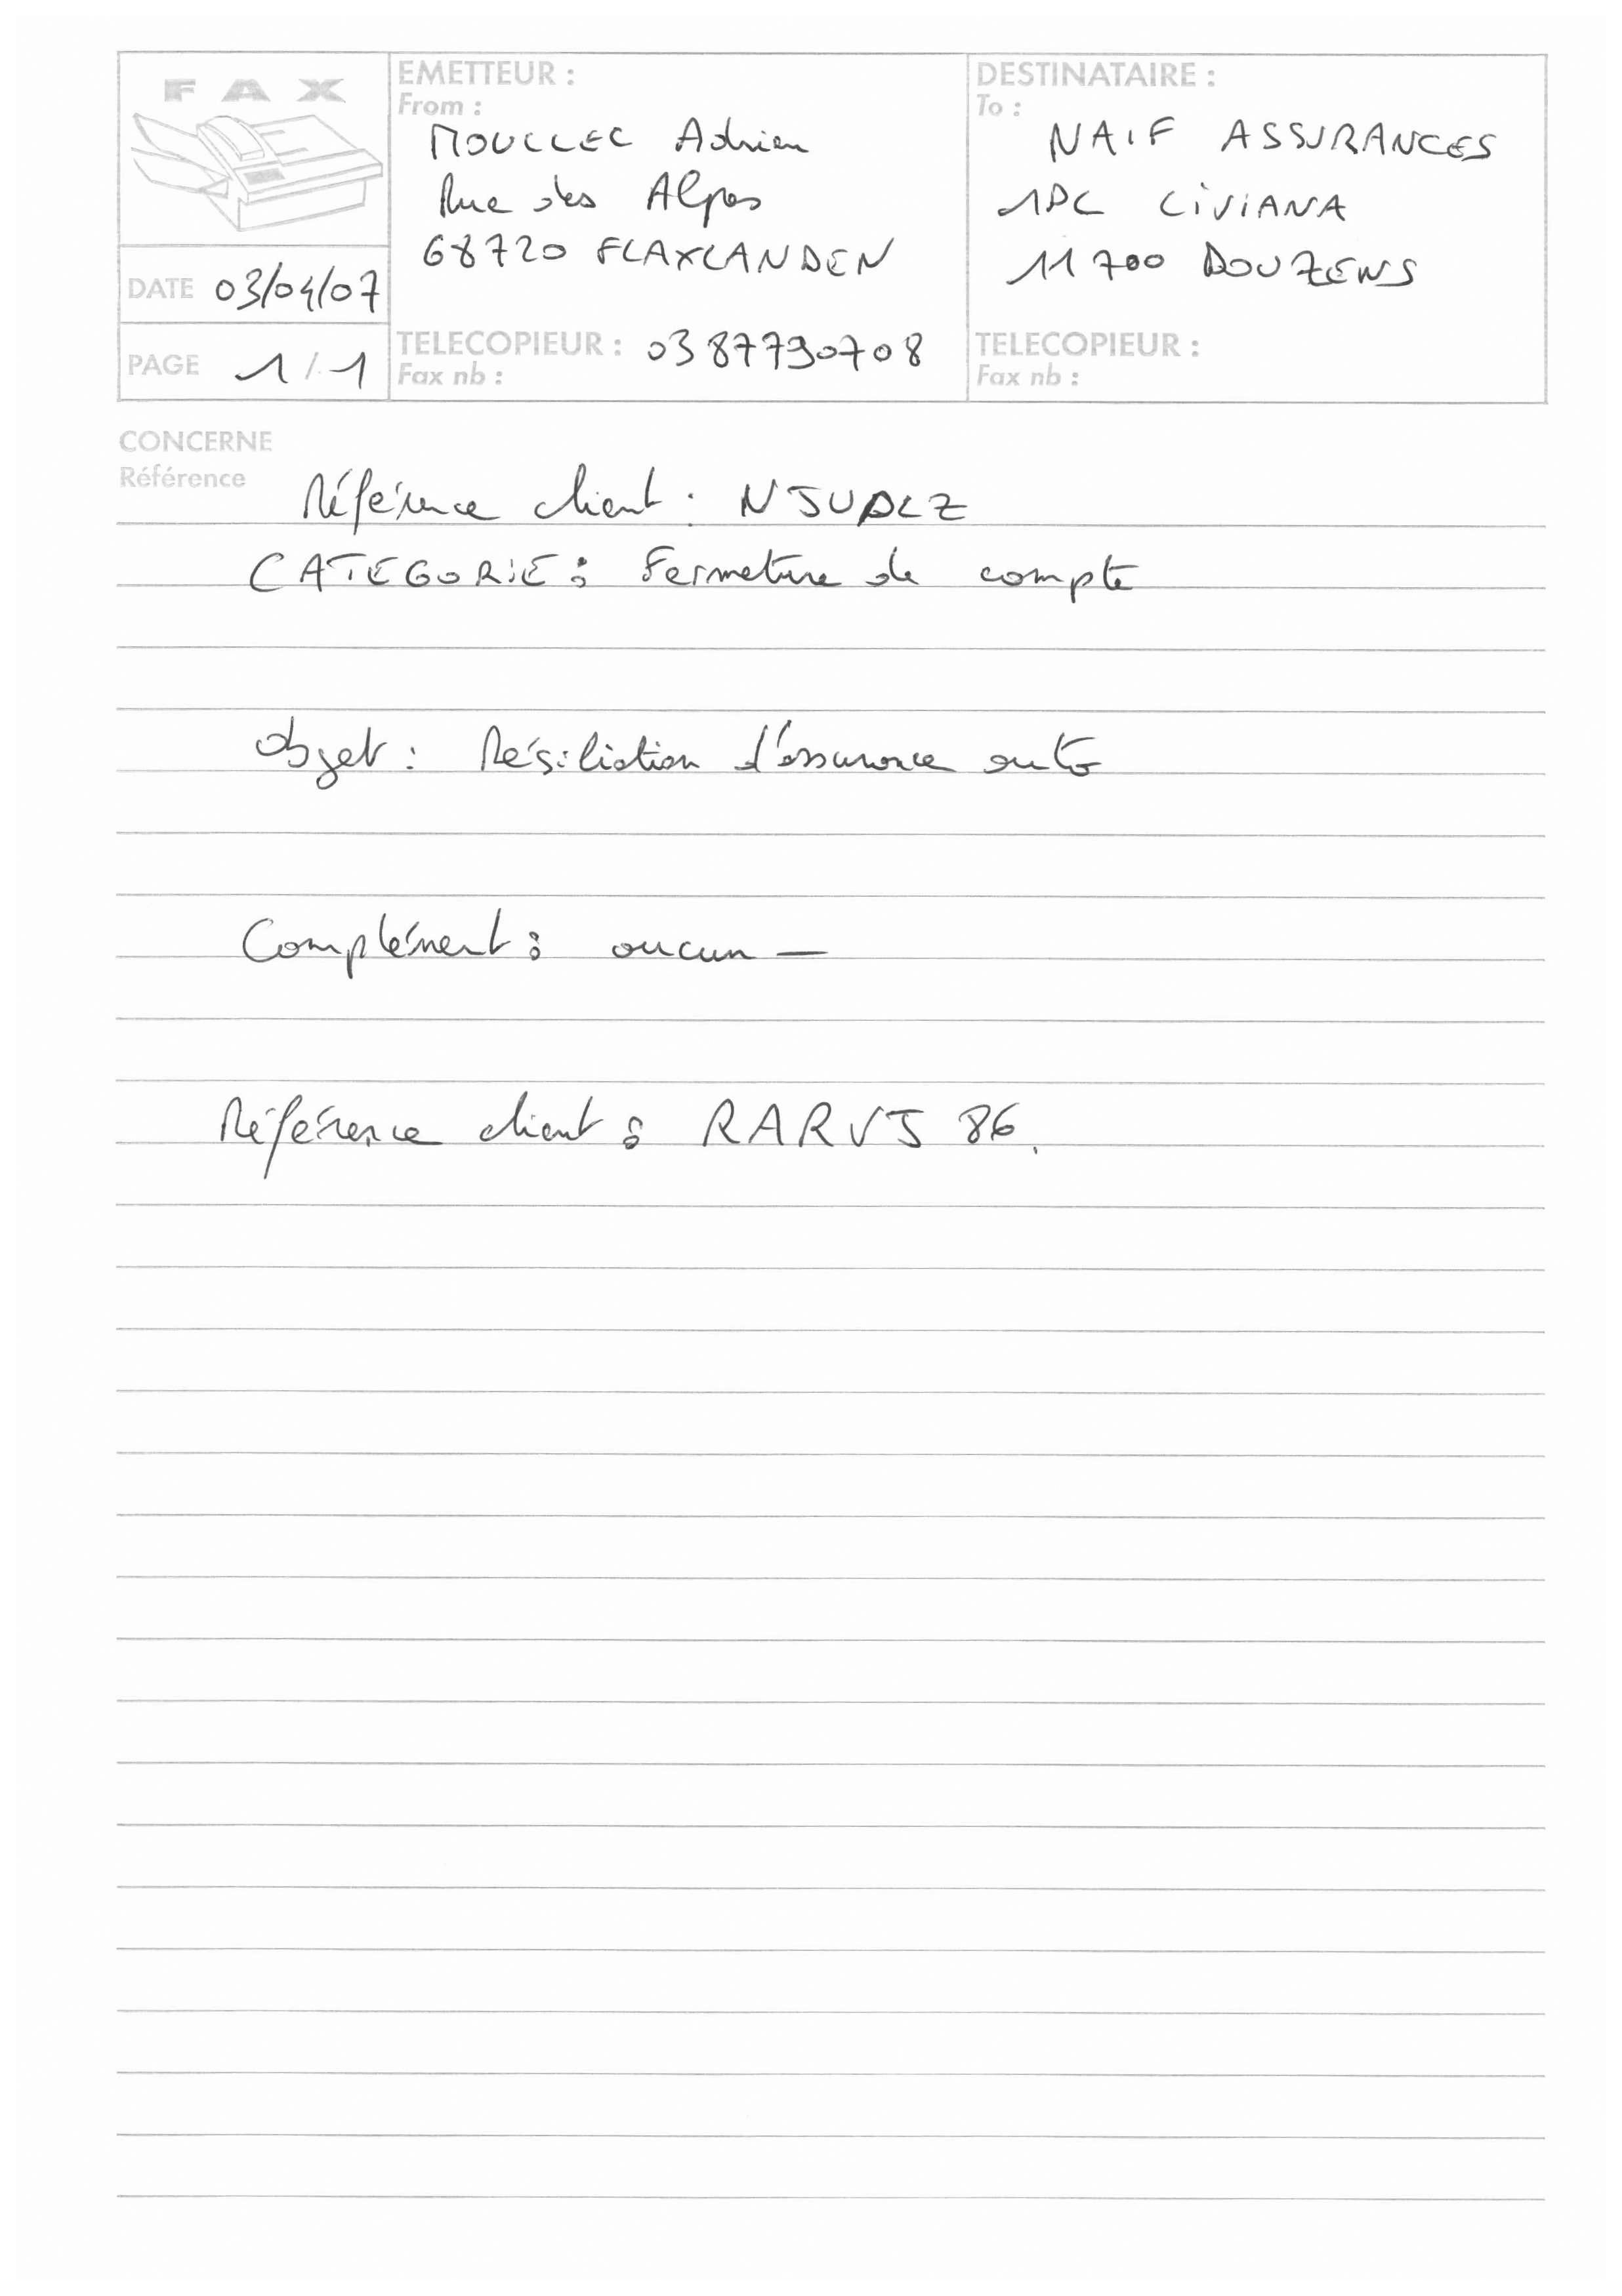 FAX
EMETTEUR :
From :
MOULLEC Adrien
Rue des Alpes
68720 FLAXLANDEN
TELECOPIEUR : 0387790708
Fax nb :
DESTINATAIRE :
To :
NAIF ASSURANCES
1PL CIVIANA
11700 DOUZENS
TELECOPIEUR :
Fax nb :
DATE 03/04/07
PAGE 1/1
CONCERNE
Référence
Référence client : NJUDLZ
CATEGORIE : Fermeture de compte
Objet : Résiliation d'assurance auto
Complément : aucun —
Référence client : RARVJ 86.